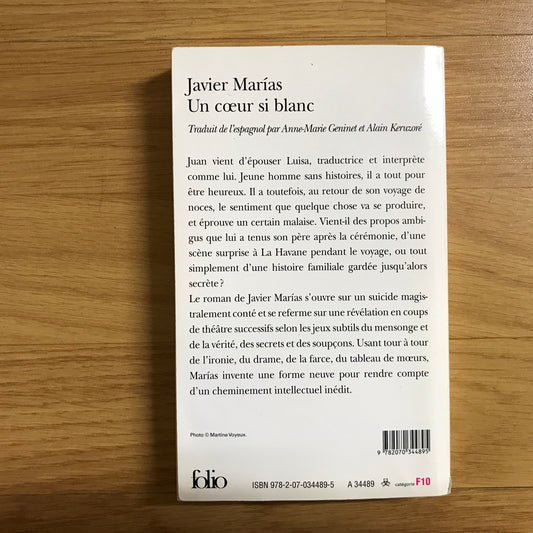 Javier Marías
Un cœur si blanc
Traduit de l'espagnol par Anne-Marie Geninet et Alain Keruzoré
Juan vient d'épouser Luisa, traductrice et interprète
comme lui. Jeune homme sans histoires, il a tout pour
être heureux. Il a toutefois, au retour de son voyage de
noces, le sentiment que quelque chose va se produire,
et éprouve un certain malaise. Vient-il des propos ambi-
gus que lui a tenus son père après la cérémonie, d'une
scène surprise à La Havane pendant le voyage, ou tout
simplement d'une histoire familiale gardée jusqu'alors
secrète ?
Le roman de Javier Marías s'ouvre sur un suicide magis-
tralement conté et se referme sur une révélation en coups
de théâtre successifs selon les jeux subtils du mensonge et
de la vérité, des secrets et des soupçons. Usant tour à tour
de l'ironie, du drame, de la farce, du tableau de mœurs,
Marías invente une forme neuve pour rendre compte
d'un cheminement intellectuel inédit.
Photo © Martine Voyeux.
9 782070 344895
folio
ISBN 978-2-07-034489-5 A 34489 catégorie F10